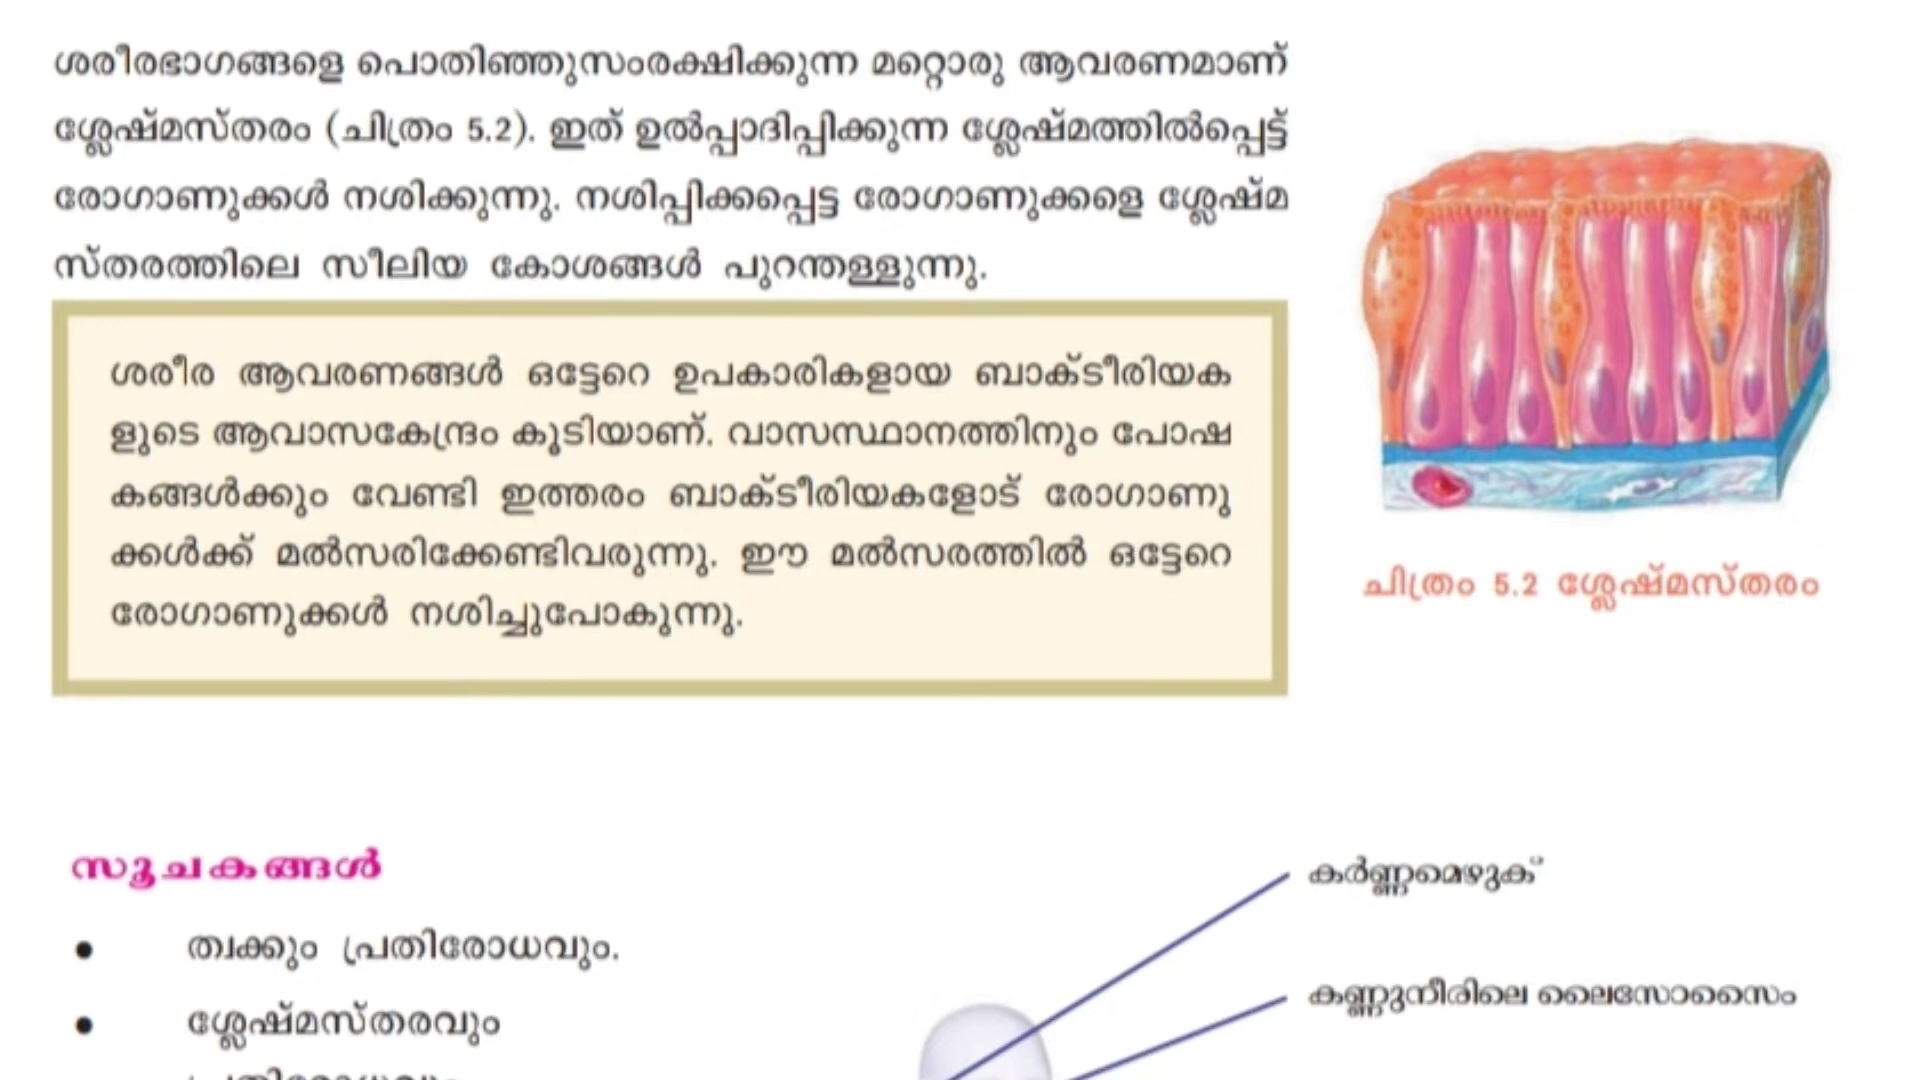 ശരീരഭാഗങ്ങളെ പൊതിഞ്ഞുസംരക്ഷിക്കുന്ന മറ്റൊരു ആവരണമാണ്
ശ്ലേഷ്മസ്തരം (ചിത്രം 5.2). ഇത് ഉൽപ്പാദിപ്പിക്കുന്ന ശ്ലേഷ്മത്തിൽപ്പെട്ട്
രോഗാണുക്കൾ നശിക്കുന്നു. നശിപ്പിക്കപ്പെട്ട രോഗാണുക്കളെ ശ്ലേഷ്മ
സ്തരത്തിലെ സീലിയ കോശങ്ങൾ പുറന്തള്ളുന്നു.
ശരീര ആവരണങ്ങൾ ഒട്ടേറെ ഉപകാരികളായ ബാക്ടീരിയക
ളുടെ ആവാസകേന്ദ്രം കൂടിയാണ്. വാസസ്ഥാനത്തിനും പോഷ
കങ്ങൾക്കും വേണ്ടി ഇത്തരം ബാക്ടീരിയകളോട് രോഗാണു
ക്കൾക്ക് മൽസരിക്കേണ്ടിവരുന്നു. ഈ മൽസരത്തിൽ ഒട്ടേറെ
രോഗാണുക്കൾ നശിച്ചുപോകുന്നു.
ചിത്രം 5.2 ശ്ലേഷ്മസ്തരം
സൂചകങ്ങൾ
• ത്വക്കും പ്രതിരോധവും.
• ശ്ലേഷ്മസ്തരവും
കർണ്ണമെഴുക്
കണ്ണുനീരിലെ ലൈസോസൈം